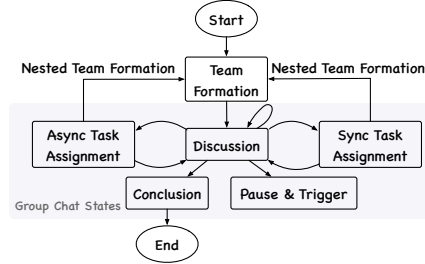 Start
Nested Team Formation
Team
Formation
Nested Team Formation
Async Task
Assignment
Discussion
Sync Task
Assignment
Conclusion
Pause & Trigger
Group Chat States
End